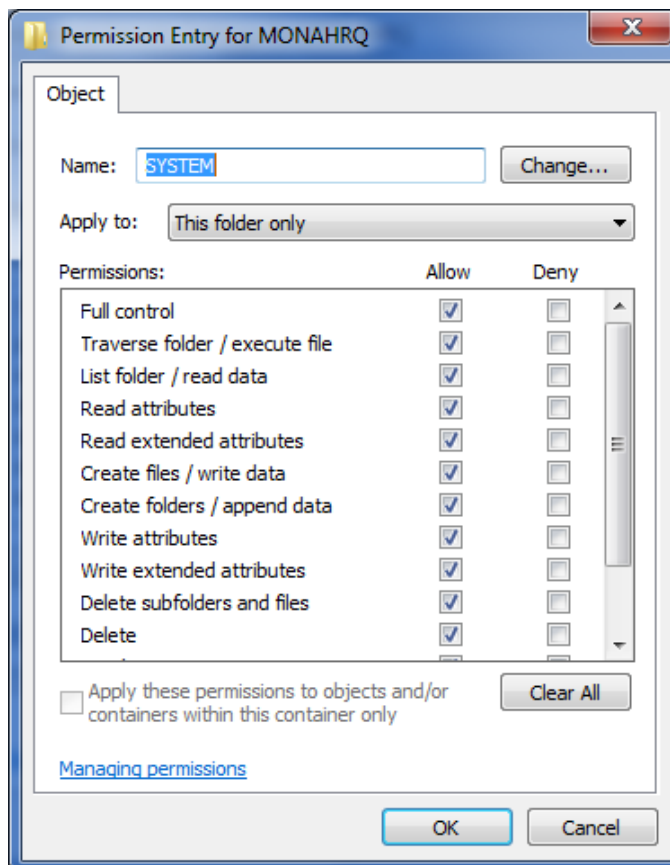 Permission Entry for MONAHRQ
Object
Name: SYSTEM Change...
Apply to: This folder only
Permissions: Allow Deny
Full control
Traverse folder / execute file
List folder / read data
Read attributes
Read extended attributes
Create files / write data
Create folders / append data
Write attributes
Write extended attributes
Delete subfolders and files
Delete
Apply these permissions to objects and/or Clear All
containers within this container only
Managing permissions
OK Cancel